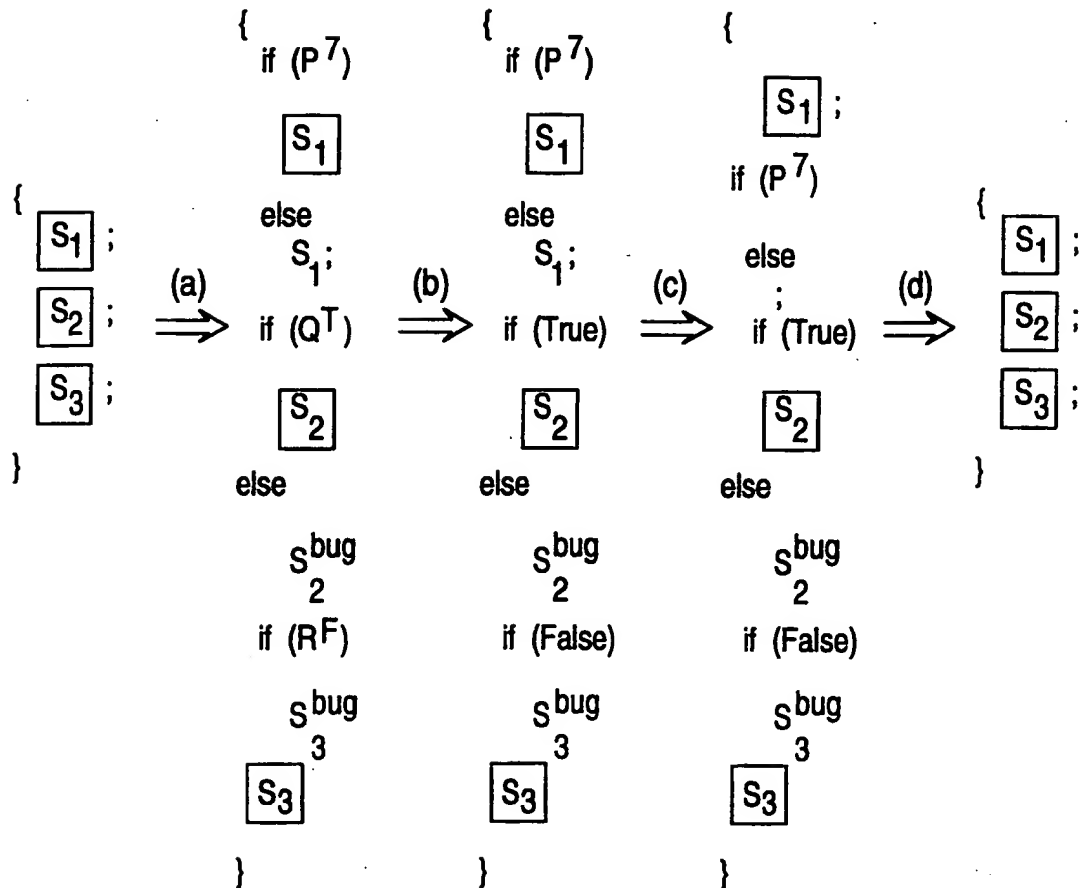 {
S1 ;
S2 ;
S3 ;
}
(a)
{
if (P7)
S1
else
S1;
if (QT)
S2
else
S2bug
if (RF)
S3bug
S3
}
(b)
{
if (P7)
S1
else
S1;
if (True)
S2
else
S2bug
if (False)
S3bug
S3
}
(c)
{
S1 ;
if (P7)
else
;
if (True)
S2
else
S2bug
if (False)
S3bug
S3
}
(d)
{
S1 ;
S2 ;
S3 ;
}